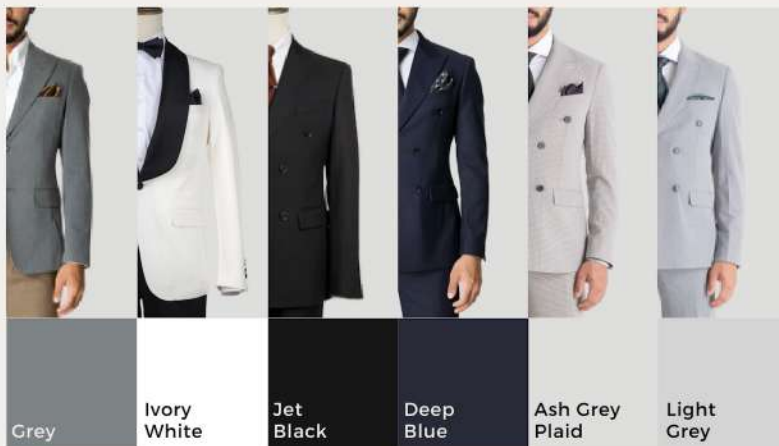 Grey
Ivory
White
Jet
Black
Deep
Blue
Ash Grey
Plaid
Light
Grey